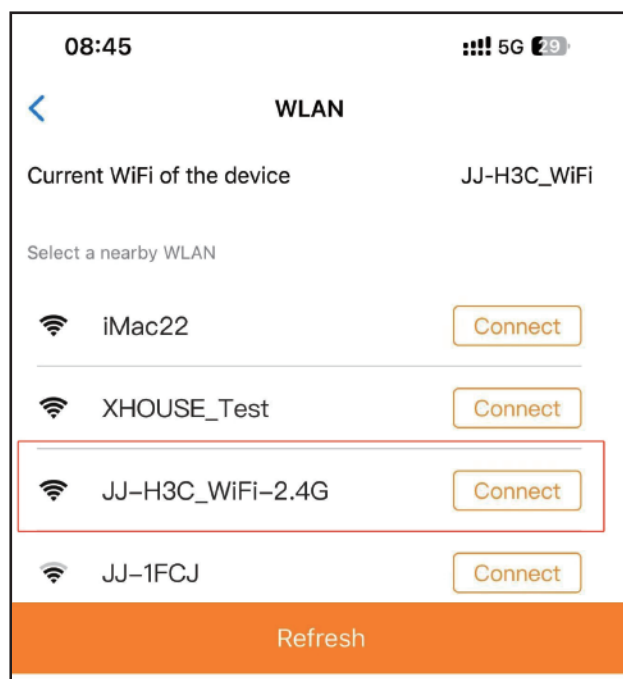 08:45 5G 29
WLAN
Current WiFi of the device JJ-H3C_WiFi
Select a nearby WLAN
iMac22 Connect
XHOUSE_Test Connect
JJ-H3C_WiFi-2.4G Connect
JJ-1FCJ Connect
Refresh